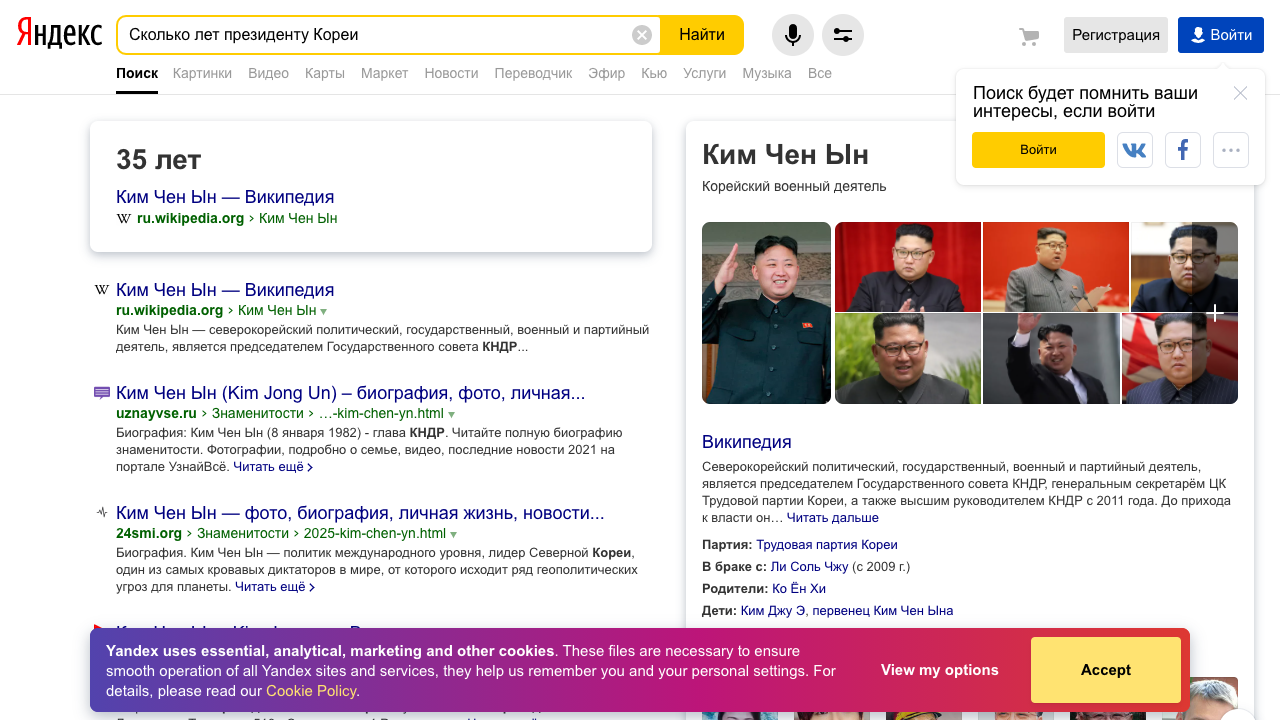 Яндекс
Сколько лет президенту Кореи
Найти
Регистрация
Войти
Поиск Картинки Видео Карты Маркет Новости Переводчик Эфир Кью Услуги Музыка Все
Поиск будет помнить ваши
интересы, если войти
Войти
35 лет
Ким Чен Ын — Википедия
ru.wikipedia.org › Ким Чен Ын
Ким Чен Ын — Википедия
ru.wikipedia.org › Ким Чен Ын
Ким Чен Ын — северокорейский политический, государственный, военный и партийный
деятель, является председателем Государственного совета КНДР...
Ким Чен Ын (Kim Jong Un) – биография, фото, личная...
uznayvse.ru › Знаменитости › …-kim-chen-yn.html
Биография: Ким Чен Ын (8 января 1982) - глава КНДР. Читайте полную биографию
знаменитости. Фотографии, подробно о семье, видео, последние новости 2021 на
портале УзнайВсё. Читать ещё ›
Ким Чен Ын — фото, биография, личная жизнь, новости...
24smi.org › Знаменитости › 2025-kim-chen-yn.html
Биография. Ким Чен Ын — политик международного уровня, лидер Северной Кореи,
один из самых кровавых диктаторов в мире, от которого исходит ряд геополитических
угроз для планеты. Читать ещё ›
Ким Чен Ын
Корейский военный деятель
Википедия
Северокорейский политический, государственный, военный и партийный деятель,
является председателем Государственного совета КНДР, генеральным секретарём ЦК
Трудовой партии Кореи, а также высшим руководителем КНДР с 2011 года. До прихода
к власти он… Читать дальше
Партия: Трудовая партия Кореи
В браке с: Ли Соль Чжу (с 2009 г.)
Родители: Ко Ён Хи
Дети: Ким Джу Э, первенец Ким Чен Ына
Yandex uses essential, analytical, marketing and other cookies. These files are necessary to ensure
smooth operation of all Yandex sites and services, they help us remember you and your personal settings. For
details, please read our Cookie Policy.
View my options
Accept